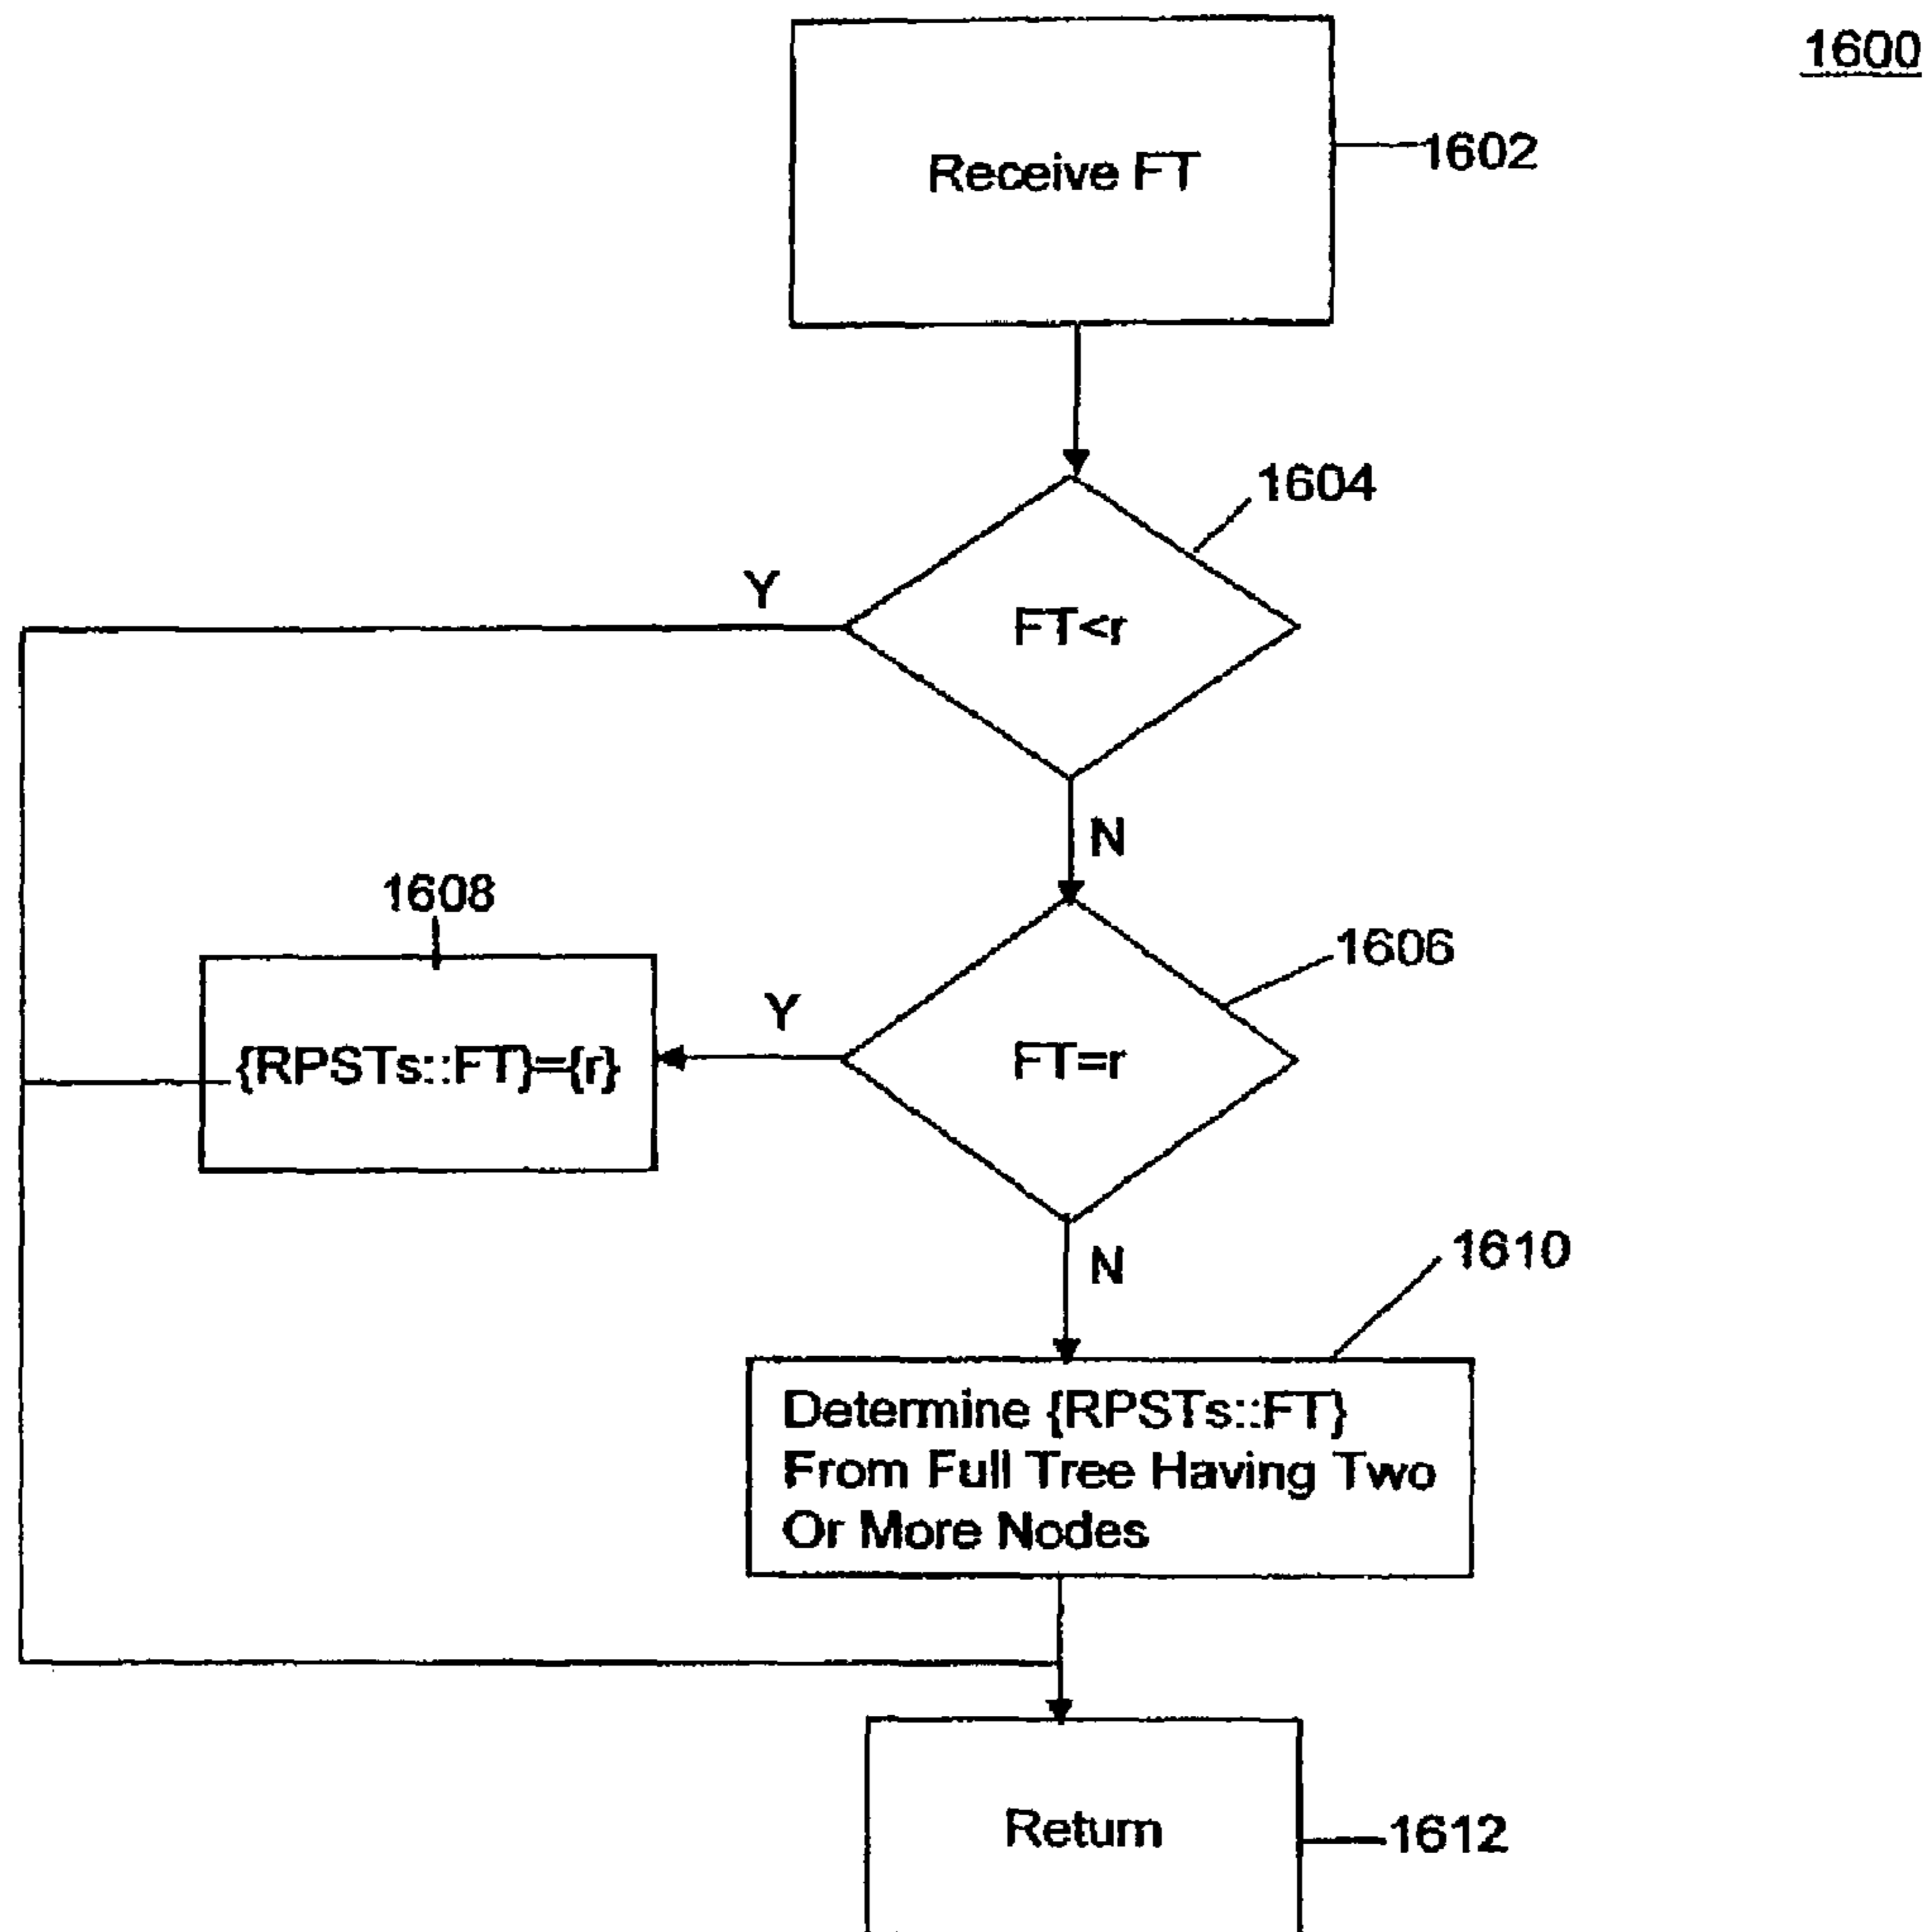 1600
Receive FT
1602
1604
Y
FT<r
N
1608
1606
Y
{RPSTs::FT}={r}
FT=r
N
1610
Determine {RPSTs::FT}
From Full Tree Having Two
Or More Nodes
Return
1612